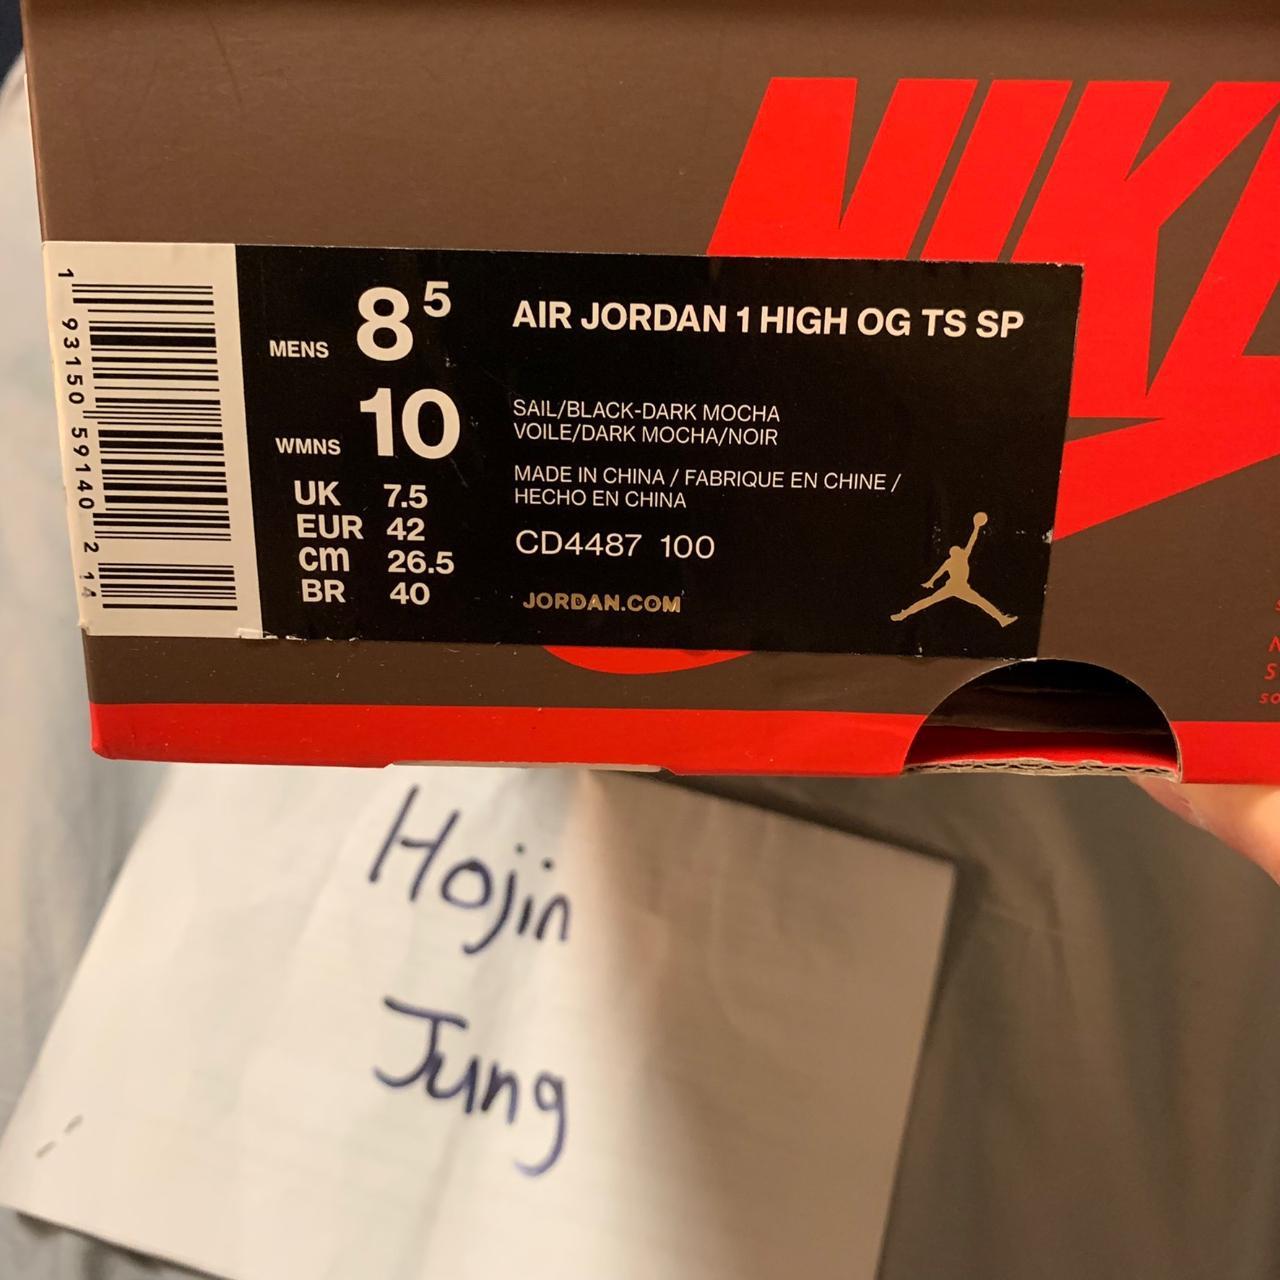 NIKE
1 93150 59140 2 14
MENS 8 5
WMNS 10
UK 7.5
EUR 42
cm 26.5
BR 40
AIR JORDAN 1 HIGH OG TS SP
SAIL/BLACK-DARK MOCHA
VOILE/DARK MOCHA/NOIR
MADE IN CHINA / FABRIQUE EN CHINE /
HECHO EN CHINA
CD4487 100
JORDAN.COM
Hojin
Jung